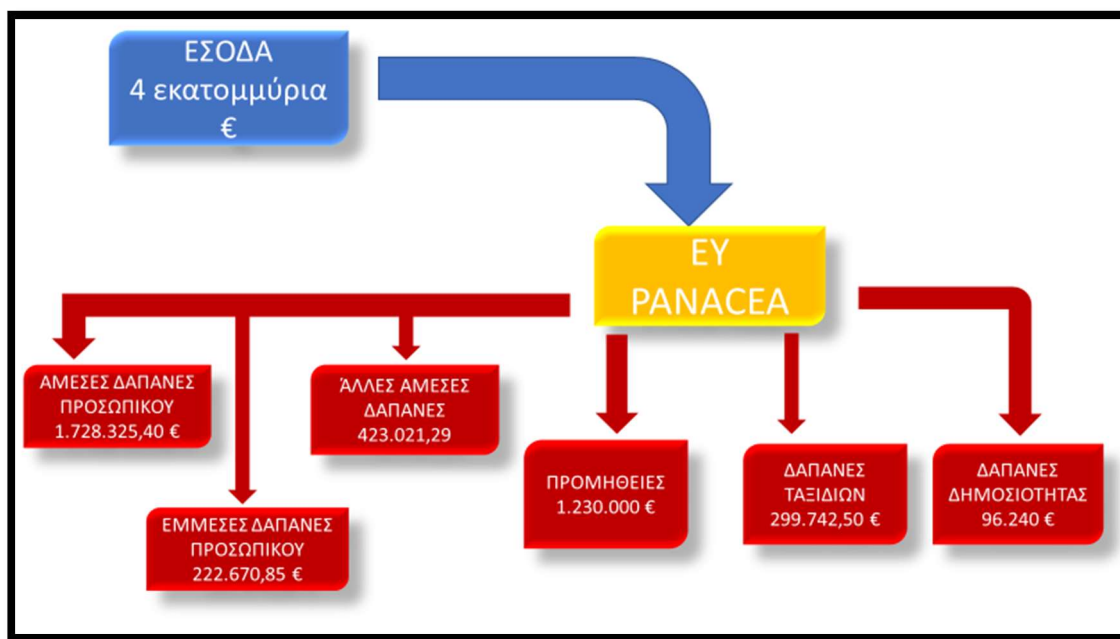 ΕΣΟΔΑ
4 εκατομμύρια
€
ΕΥ
PANACEA
ΑΜΕΣΕΣ ΔΑΠΑΝΕΣ
ΠΡΟΣΩΠΙΚΟΥ
1.728.325,40 €
ΆΛΛΕΣ ΑΜΕΣΕΣ
ΔΑΠΑΝΕΣ
423.021,29
ΠΡΟΜΗΘΕΙΕΣ
1.230.000 €
ΔΑΠΑΝΕΣ
ΤΑΞΙΔΙΩΝ
299.742,50 €
ΔΑΠΑΝΕΣ
ΔΗΜΟΣΙΟΤΗΤΑΣ
96.240 €
ΕΜΜΕΣΕΣ ΔΑΠΑΝΕΣ
ΠΡΟΣΩΠΙΚΟΥ
222.670,85 €